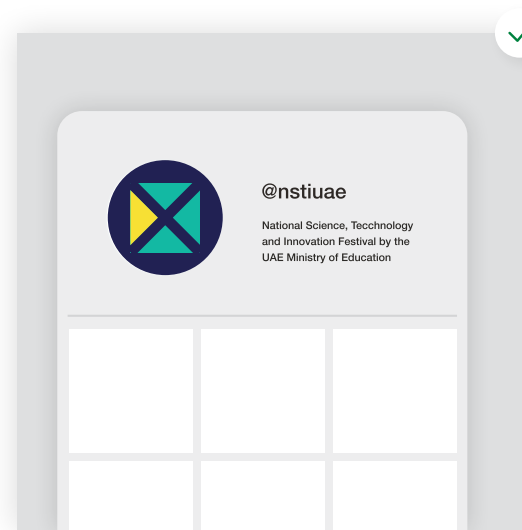 @nstiuae
National Science, Tecchnology
and Innovation Festival by the
UAE Ministry of Education